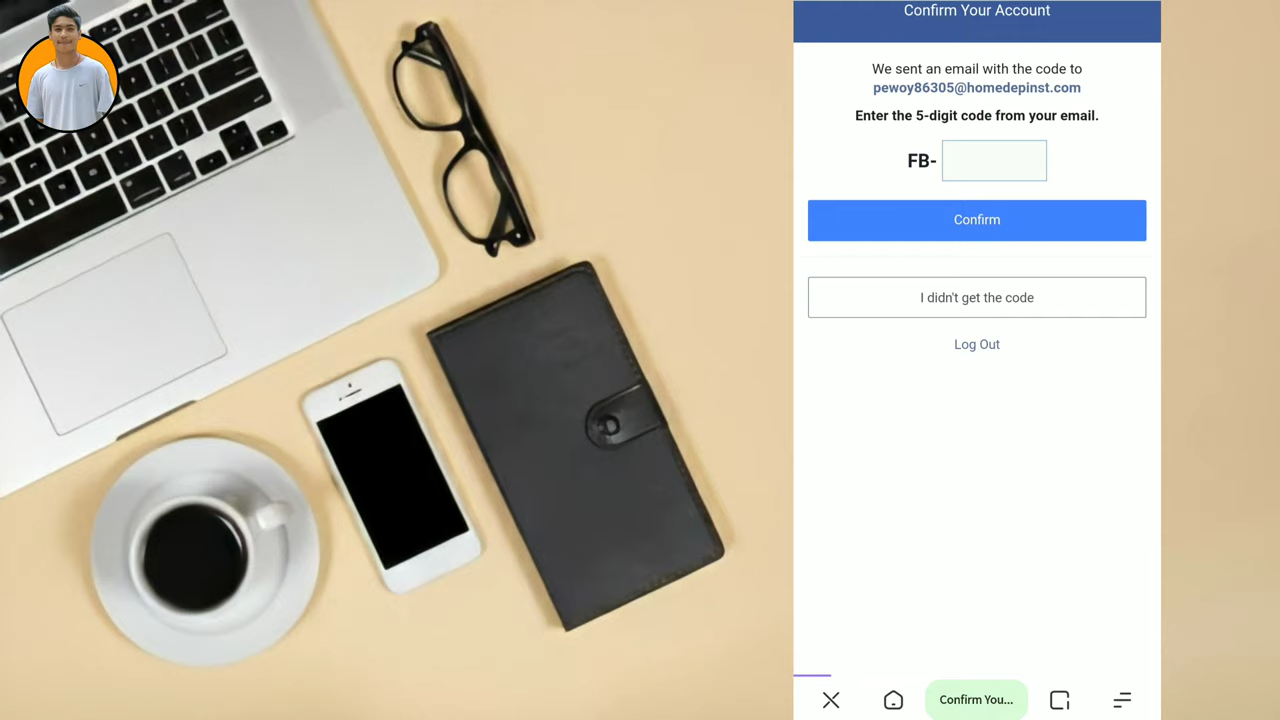 Confirm Your Account
We sent an email with the code to
pewoy86305@homedepinst.com
Enter the 5-digit code from your email.
FB-
Confirm
I didn't get the code
Log Out
Confirm You...